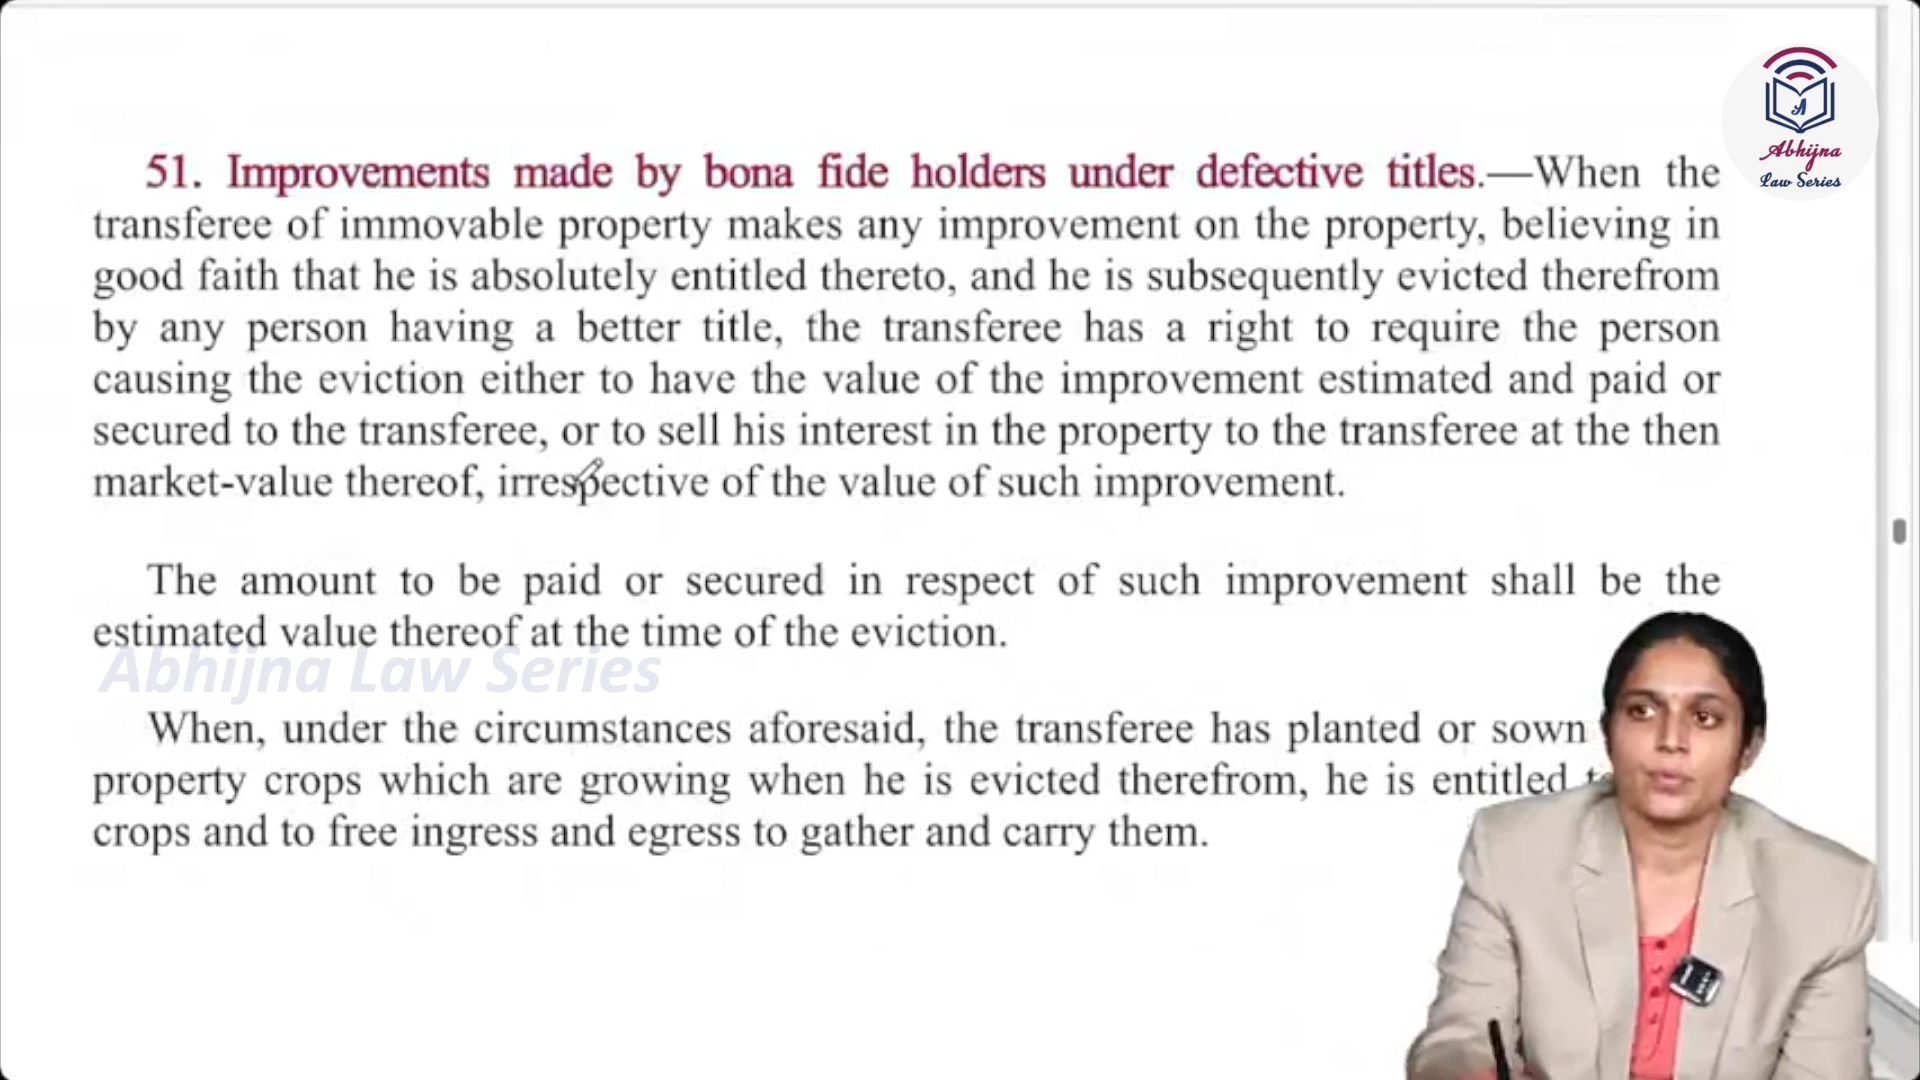 51. Improvements made by bona fide holders under defective titles.—When the
transferee of immovable property makes any improvement on the property, believing in
good faith that he is absolutely entitled thereto, and he is subsequently evicted therefrom
by any person having a better title, the transferee has a right to require the person
causing the eviction either to have the value of the improvement estimated and paid or
secured to the transferee, or to sell his interest in the property to the transferee at the then
market-value thereof, irrespective of the value of such improvement.
The amount to be paid or secured in respect of such improvement shall be the
estimated value thereof at the time of the eviction.
When, under the circumstances aforesaid, the transferee has planted or sown
property crops which are growing when he is evicted therefrom, he is entitled
crops and to free ingress and egress to gather and carry them.
Abhijna Law Series
A
Abhijna
Law Series